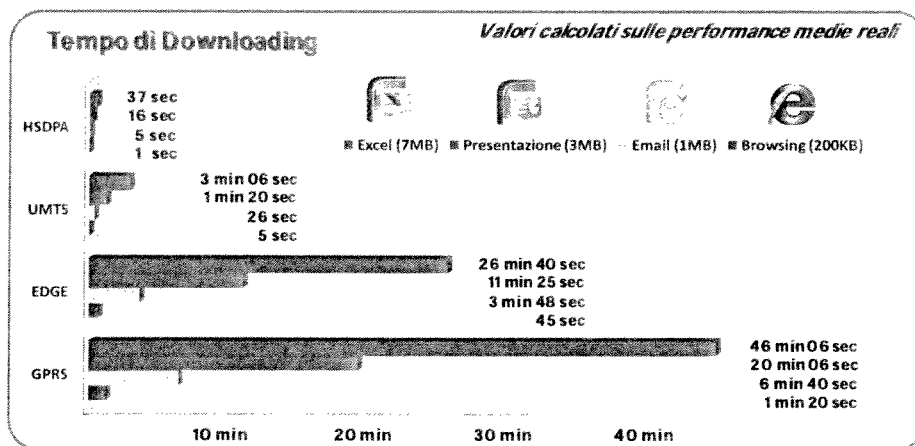 Tempo di Downloading
Valori calcolati sulle performance medie reali
Excel (7MB) Presentazione (3MB) Email (1MB) Browsing (200KB)
HSDPA
37 sec
16 sec
5 sec
1 sec
UMTS
3 min 06 sec
1 min 20 sec
26 sec
5 sec
EDGE
26 min 40 sec
11 min 25 sec
3 min 48 sec
45 sec
GPRS
46 min 06 sec
20 min 06 sec
6 min 40 sec
1 min 20 sec
10 min 20 min 30 min 40 min